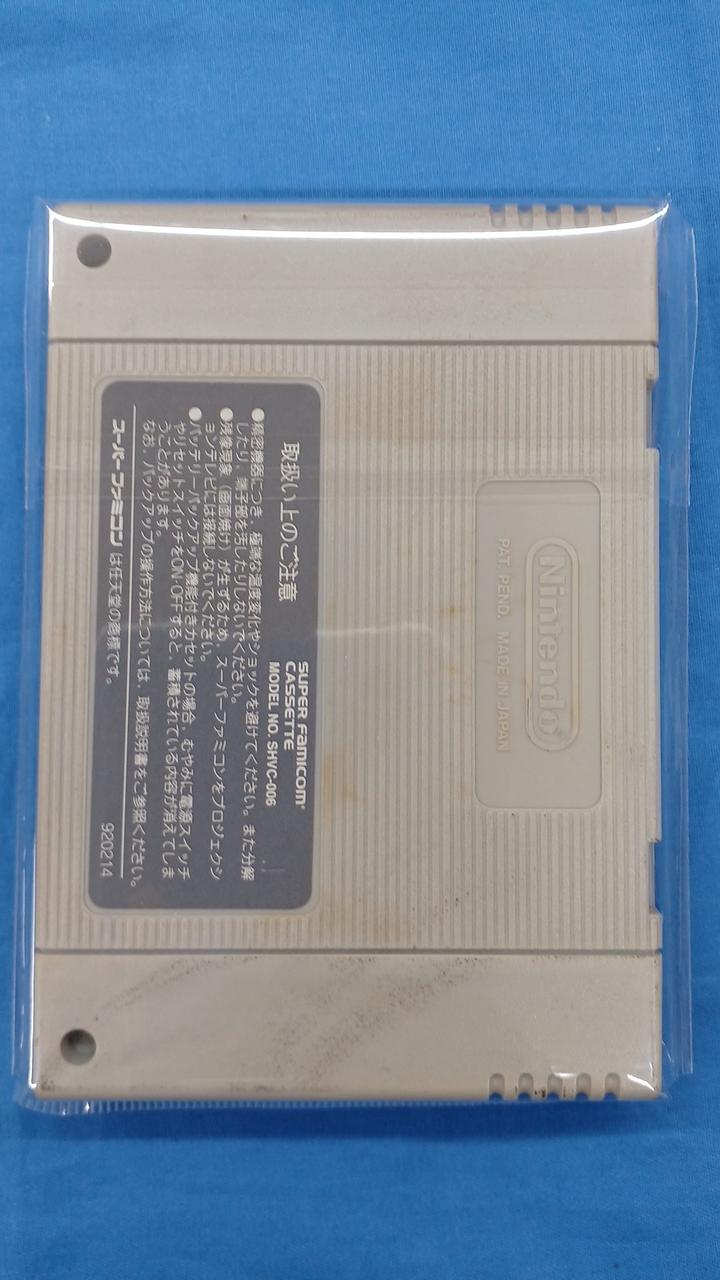 Nintendo
PAT. PEND. MADE IN JAPAN
SUPER Famicom
CASSETTE
MODEL NO. SHVC-006
取扱い上のご注意
●精密機器につき、極端な温度変化やショックを避けてください。また分解
したり、端子部を汚したりしないでください。
●残像現象(画面焼け)が生ずるため、スーパーファミコンをプロジェクシ
ョンテレビには接続しないでください。
●バッテリーバックアップ機能付きカセットの場合、むやみに電源スイッチ
やリセットスイッチをON・OFFすると、蓄積されている内容が消えてしま
うことがあります。
なお、バックアップの操作方法については、取扱説明書をご参照ください。
スーパーファミコンは任天堂の商標です。
920214